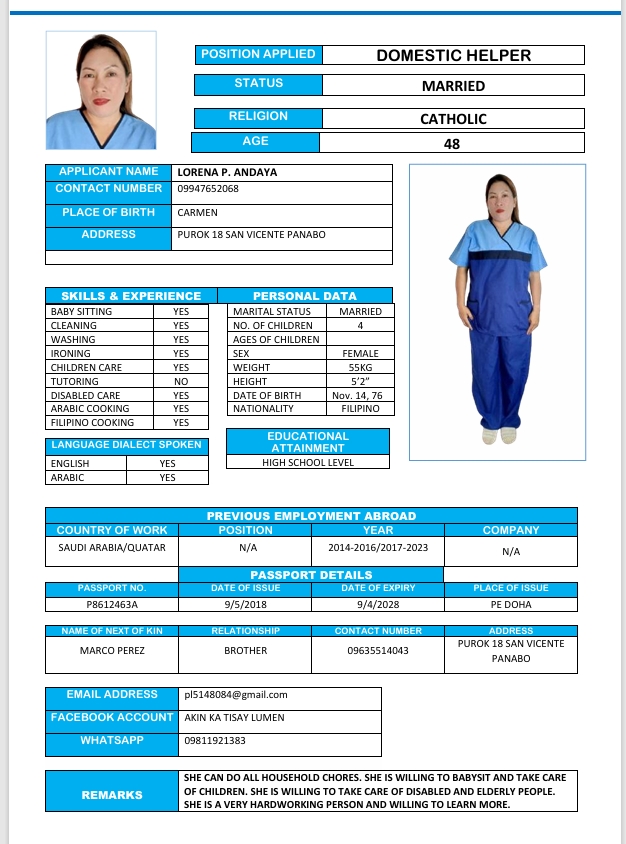 POSITION APPLIED DOMESTIC HELPER
STATUS MARRIED
RELIGION CATHOLIC
AGE 48
APPLICANT NAME LORENA P. ANDAYA
CONTACT NUMBER 09947652068
PLACE OF BIRTH CARMEN
ADDRESS PUROK 18 SAN VICENTE PANABO
SKILLS & EXPERIENCE PERSONAL DATA
BABY SITTING YES MARITAL STATUS MARRIED
CLEANING YES NO. OF CHILDREN 4
WASHING YES AGES OF CHILDREN
IRONING YES SEX FEMALE
CHILDREN CARE YES WEIGHT 55KG
TUTORING NO HEIGHT 5’2”
DISABLED CARE YES DATE OF BIRTH Nov. 14, 76
ARABIC COOKING YES NATIONALITY FILIPINO
FILIPINO COOKING YES
LANGUAGE DIALECT SPOKEN
ENGLISH YES
ARABIC YES
EDUCATIONAL
ATTAINMENT
HIGH SCHOOL LEVEL
PREVIOUS EMPLOYMENT ABROAD
COUNTRY OF WORK POSITION YEAR COMPANY
SAUDI ARABIA/QUATAR N/A 2014-2016/2017-2023 N/A
PASSPORT DETAILS
PASSPORT NO. DATE OF ISSUE DATE OF EXPIRY PLACE OF ISSUE
P8612463A 9/5/2018 9/4/2028 PE DOHA
NAME OF NEXT OF KIN RELATIONSHIP CONTACT NUMBER ADDRESS
MARCO PEREZ BROTHER 09635514043 PUROK 18 SAN VICENTE
PANABO
EMAIL ADDRESS pl5148084@gmail.com
FACEBOOK ACCOUNT AKIN KA TISAY LUMEN
WHATSAPP 09811921383
REMARKS
SHE CAN DO ALL HOUSEHOLD CHORES. SHE IS WILLING TO BABYSIT AND TAKE CARE
OF CHILDREN. SHE IS WILLING TO TAKE CARE OF DISABLED AND ELDERLY PEOPLE.
SHE IS A VERY HARDWORKING PERSON AND WILLING TO LEARN MORE.